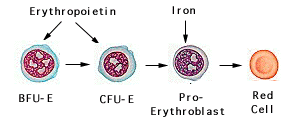 Erythropoietin
Iron
BFU-E
CFU-E
Pro-
Erythroblast
Red
Cell